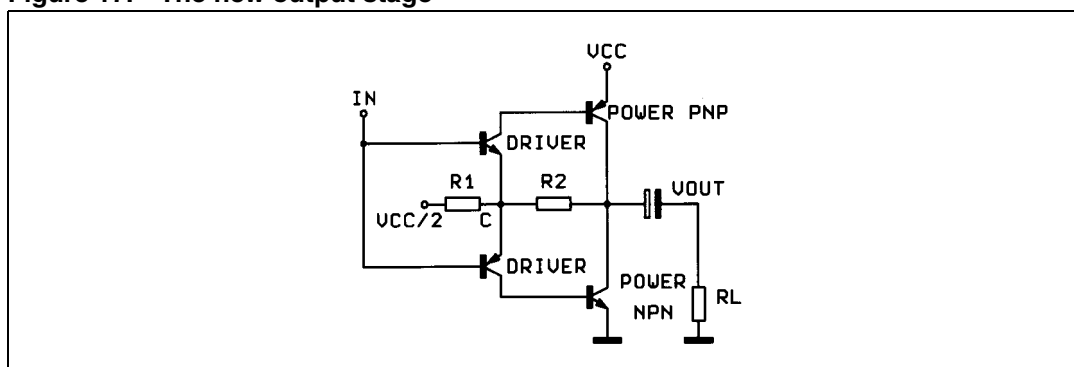 Figure 17. The new output stage
VCC
IN
POWER PNP
DRIVER
R1
R2
VOUT
VCC/2
C
DRIVER
POWER
NPN
RL